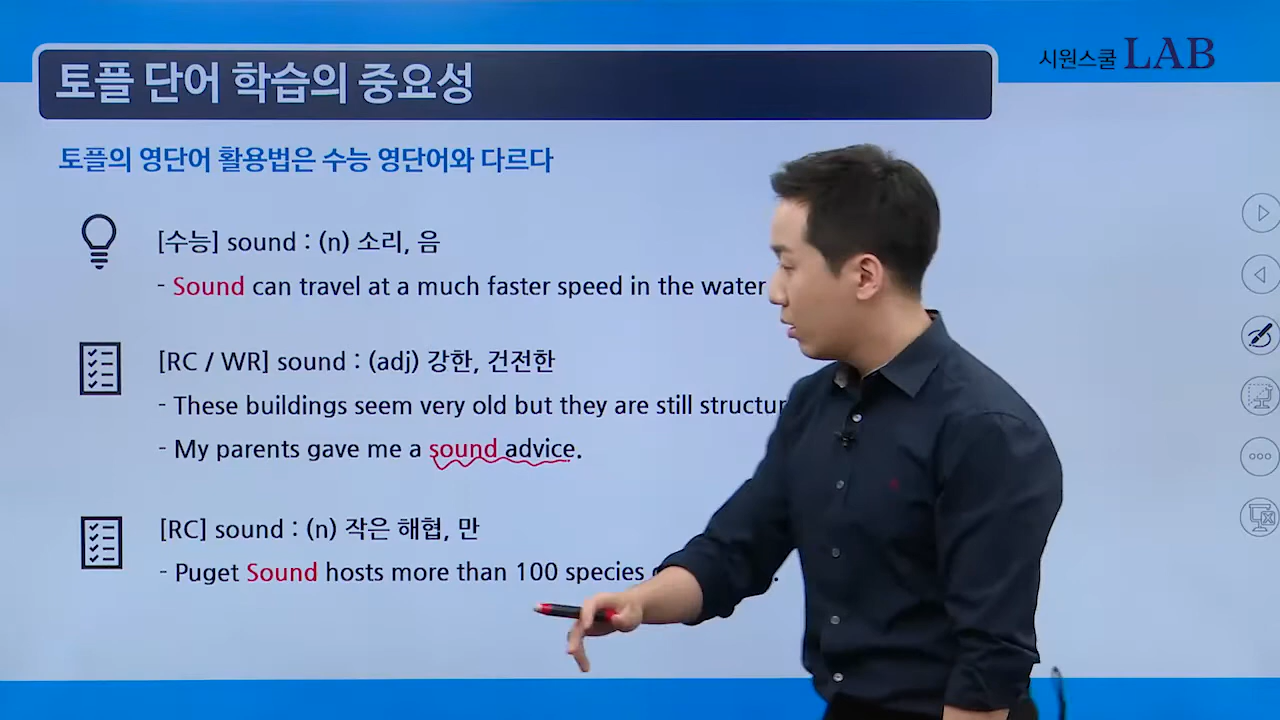 토플 단어 학습의 중요성
시원스쿨 LAB
토플의 영단어 활용법은 수능 영단어와 다르다
[수능] sound : (n) 소리, 음
- Sound can travel at a much faster speed in the water
[RC / WR] sound : (adj) 강한, 건전한
- These buildings seem very old but they are still
- My parents gave me a sound advice.
[RC] sound : (n) 작은 해협, 만
- Puget Sound hosts more than 100 species